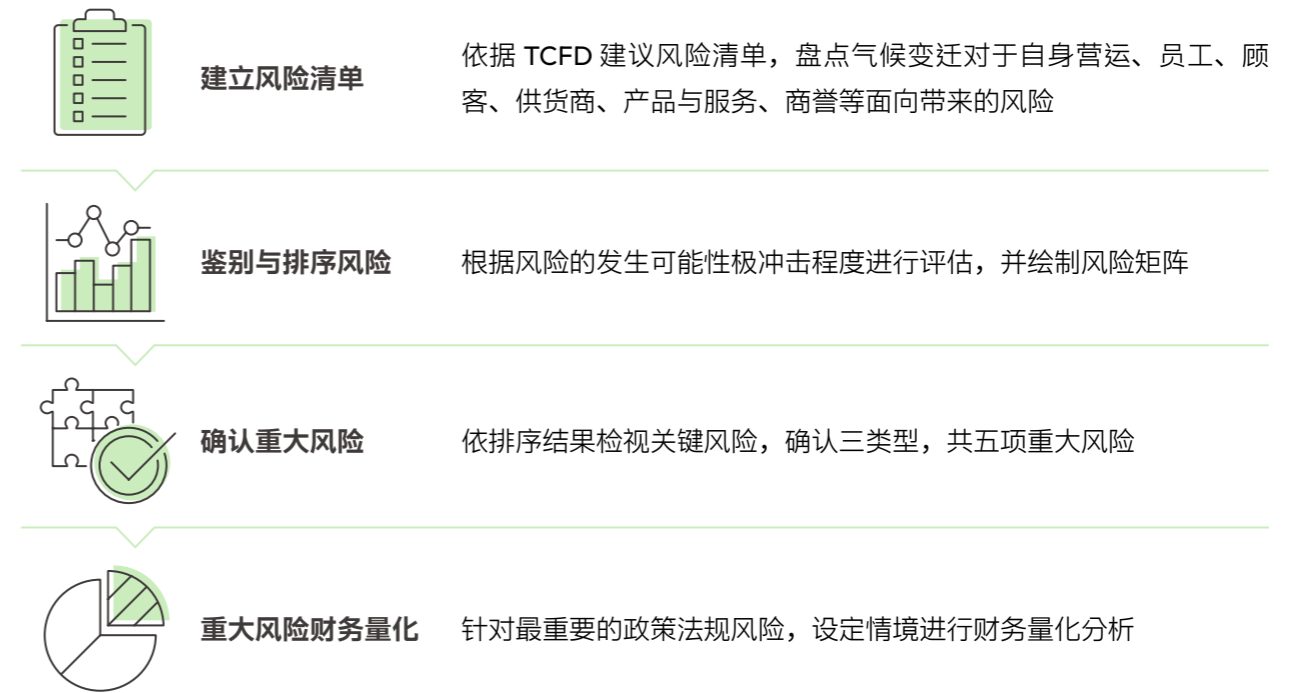 建立风险清单
依据 TCFD 建议风险清单，盘点气候变迁对于自身营运、员工、顾
客、供货商、产品与服务、商誉等面向带来的风险
鉴别与排序风险
根据风险的发生可能性极冲击程度进行评估，并绘制风险矩阵
确认重大风险
依排序结果检视关键风险，确认三类型，共五项重大风险
重大风险财务量化
针对最重要的政策法规风险，设定情境进行财务量化分析